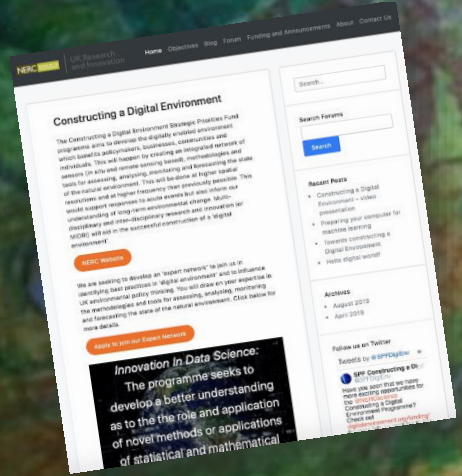 NERC
UK Research
and Innovation
Home Objectives Blog Forum Funding and Announcements About Contact Us
Constructing a Digital Environment
The Constructing a Digital Environment Strategic Priorities Fund
programme aims to develop the digitally enabled environment
which benefits policymakers, businesses, communities and
individuals. This will happen by creating an integrated network of
sensors (in situ and remote sensing based), methodologies and
tools for assessing, analysing, monitoring and forecasting the state
of the natural environment. This will be done at higher spatial
resolutions and at higher frequency than previously possible. This
would support responses to acute events but also inform our
understanding of long-term environmental change. Multi-
disciplinary and inter-disciplinary research and innovation (or
MIDRI) will aid in the successful construction of a 'digital
environment'.
NERC Website
We are seeking to develop an 'expert network' to join us in
identifying best practices in 'digital environment' and to influence
UK environmental policy thinking. You will draw on your expertise in
the methodologies and tools for assessing, analysing, monitoring
and forecasting the state of the natural environment. Click below for
more details.
Apply to join our Expert Network
Innovation In Data Science:
The programme seeks to
develop a better understanding
as to the the role and application
of novel methods or applications
of statistical and mathematical
Search...
Search Forums
Search
Recent Posts
Constructing a Digital
Environment – video
presentation
Preparing your computer for
machine learning
Towards constructing a
Digital Environment
Hello digital world!
Archives
August 2019
April 2019
Follow us on Twitter
Tweets by @SPFDigiEnv
SPF Constructing a Di
@SPFDigiEnv
Have you seen that we have
more exciting opportunities for
the @NERCscience
Constructing a Digital
Environment Programme?
Check out
digitalenvironment.org/funding/